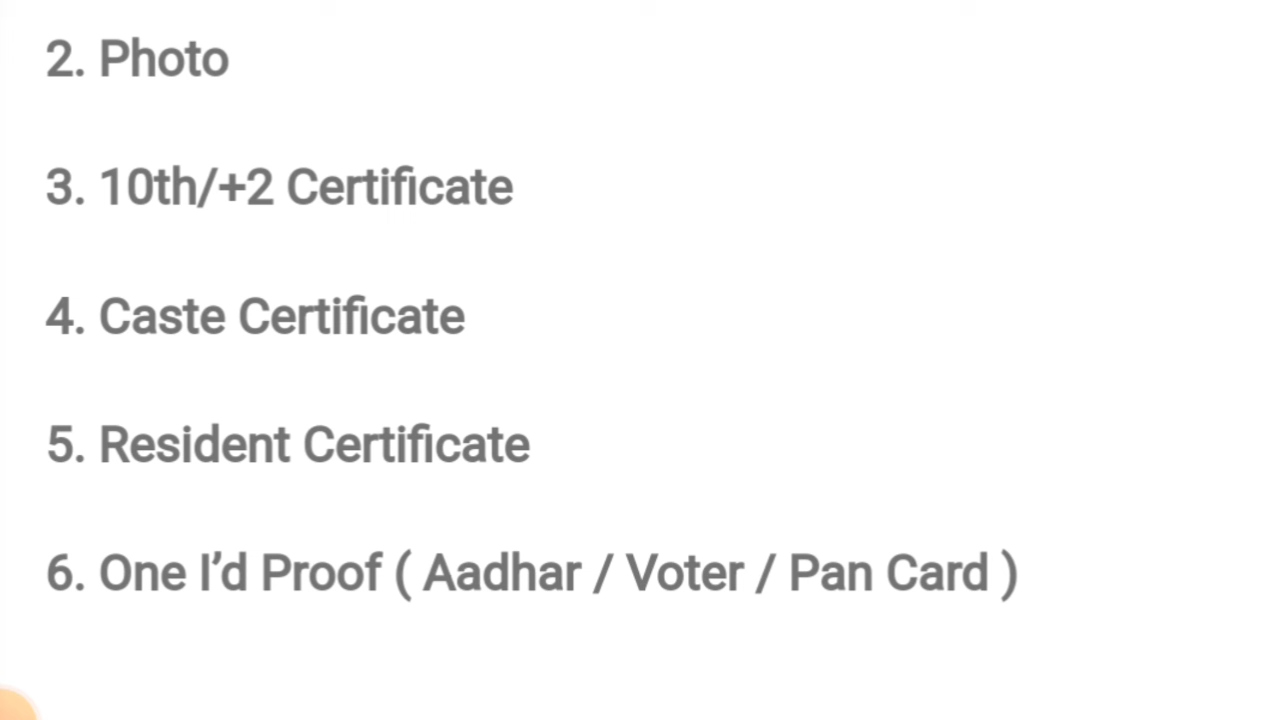 2. Photo
3. 10th/+2 Certificate
4. Caste Certificate
5. Resident Certificate
6. One I’d Proof ( Aadhar / Voter / Pan Card )